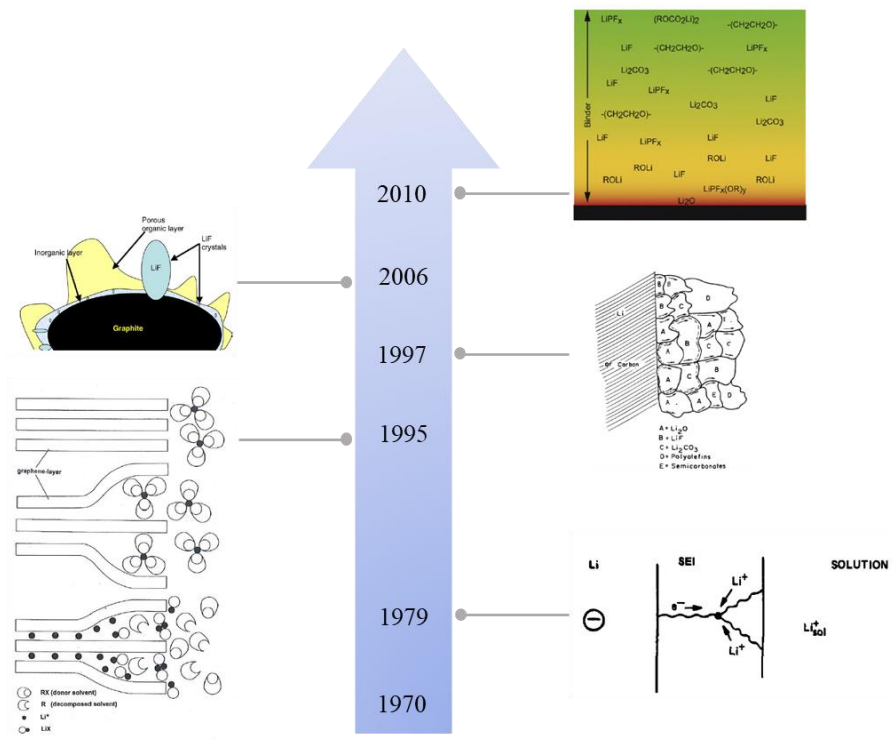 LiPFx (ROCO2Li)2 -(CH2CH2O)-
LiF -(CH2CH2O)- LiPFx
Li2CO3 -(CH2CH2O)-
LiF LiPFx
Li2CO3 LiF
-(CH2CH2O)- Li2CO3
LiF LiPFx LiF
ROLi LiF
ROLi LiF
ROLi LiPFx(OR)y ROLi
Li2O
Binder
2010
Porous
organic layer
Inorganic layer
LiF
crystals
LiF
Graphite
2006
1997
Li
or Carbon
B E D
B C
A A E
A B C C
A C B
A A E D
A = Li2O
B = LiF
C = Li2CO3
D = Polyolefins
E = Semicarbonates
1995
graphene-layer
RX (donor solvent)
R (decomposed solvent)
Li+
LiX
1979
Li SEI SOLUTION
e- Li+
Li+
Li+sol
1970